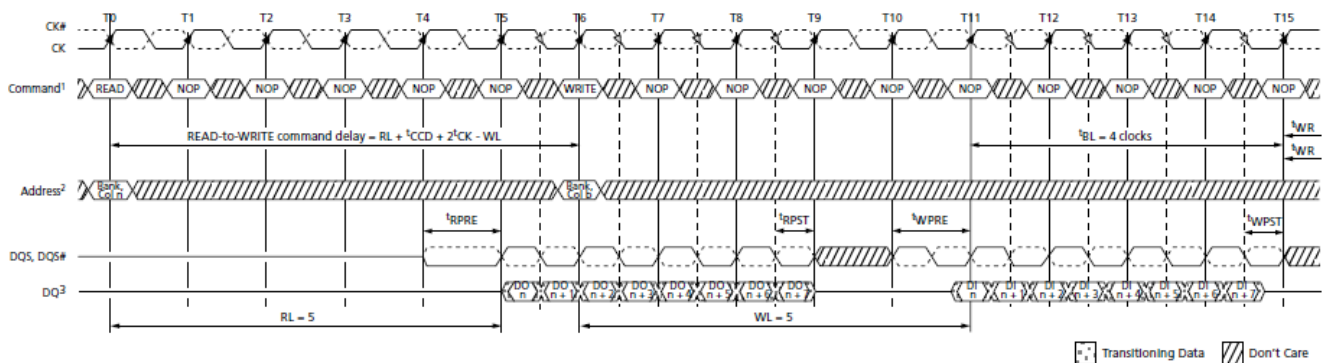 T0 T1 T2 T3 T4 T5 T6 T7 T8 T9 T10 T11 T12 T13 T14 T15
CK#
CK
Command1 READ NOP NOP NOP NOP NOP WRITE NOP NOP NOP NOP NOP NOP NOP NOP NOP
READ-to-WRITE command delay = RL + tCCD + 2tCK - WL
tBL = 4 clocks
tWR
tWR
Address2
Bank, Col n
Bank, Col b
tRPRE tRPST tWPRE tWPST
DQS, DQS#
DQ3
DO n DO n + 1 DO n + 2 DO n + 3 DO n + 4 DO n + 5 DO n + 6 DO n + 7
DI n DI n + 1 DI n + 2 DI n + 3 DI n + 4 DI n + 5 DI n + 6 DI n + 7
RL = 5 WL = 5
Transitioning Data Don't Care